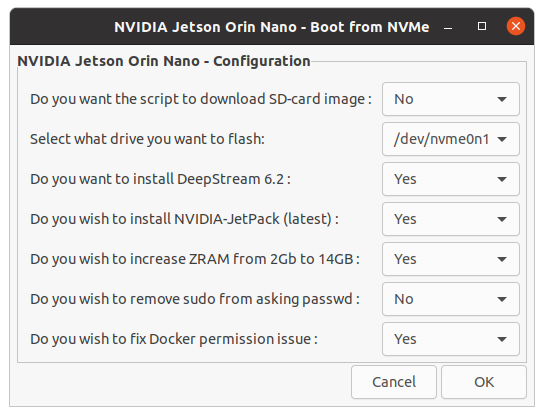 NVIDIA Jetson Orin Nano - Boot from NVMe
NVIDIA Jetson Orin Nano - Configuration
Do you want the script to download SD-card image : No
Select what drive you want to flash: /dev/nvme0n1
Do you want to install DeepStream 6.2 : Yes
Do you wish to install NVIDIA-JetPack (latest) : Yes
Do you wish to increase ZRAM from 2Gb to 14GB : Yes
Do you wish to remove sudo from asking passwd : No
Do you wish to fix Docker permission issue : Yes
Cancel OK